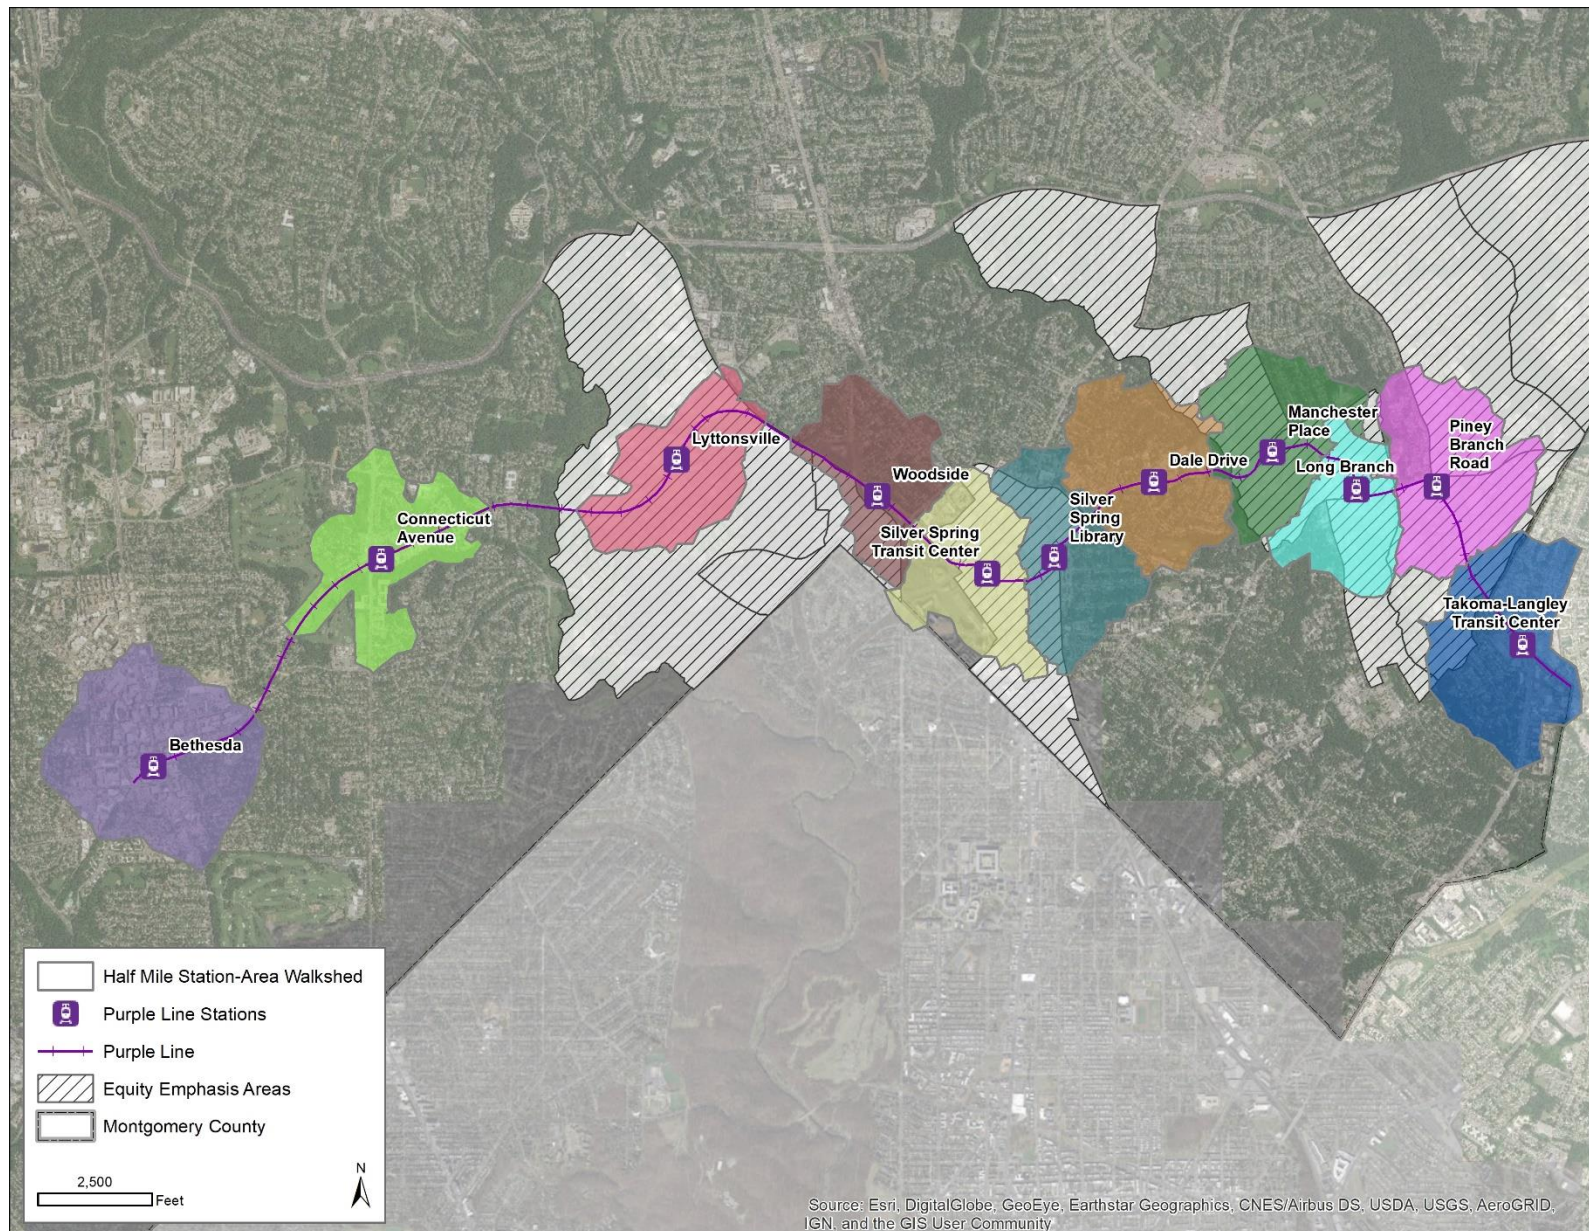 Manchester
Place
Piney
Branch
Road
Lyttonsville
Dale Drive
Long Branch
Woodside
Silver
Spring
Library
Connecticut
Avenue
Silver Spring
Transit Center
Takoma-Langley
Transit Center
Bethesda
Half Mile Station-Area Walkshed
Purple Line Stations
Purple Line
Equity Emphasis Areas
Montgomery County
2,500
Feet
N
Source: Esri, DigitalGlobe, GeoEye, Earthstar Geographics, CNES/Airbus DS, USDA, USGS, AeroGRID,
IGN, and the GIS User Community